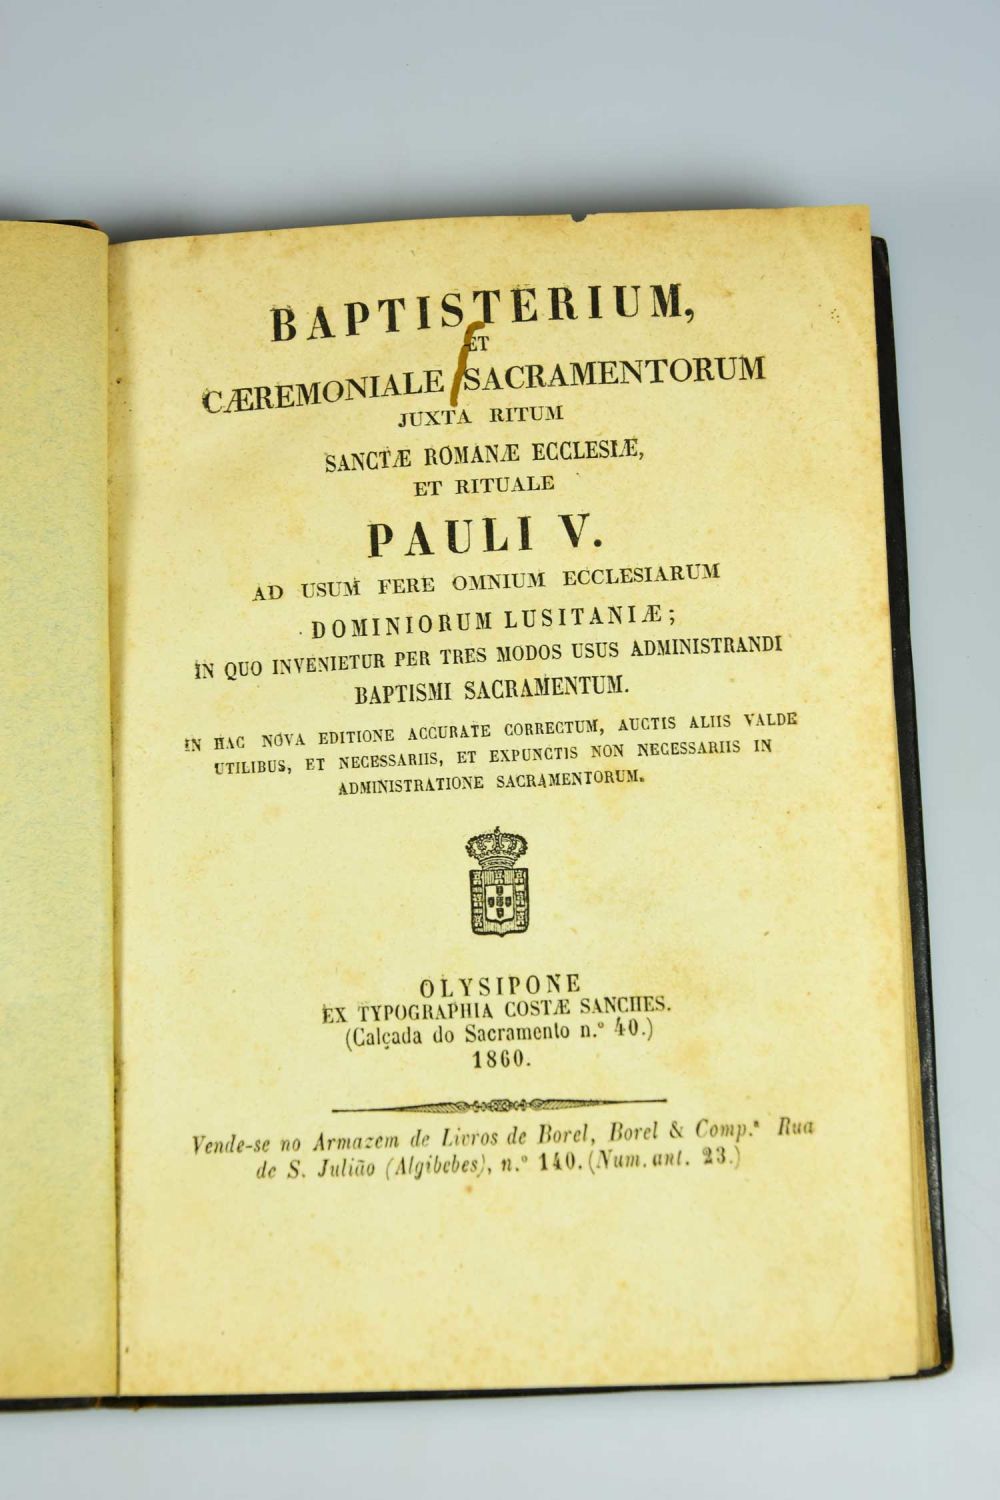 BAPTISTERIUM,
ET
CÆREMONIALE SACRAMENTORUM
JUXTA RITUM
SANCTÆ ROMANÆ ECCLESIÆ,
ET RITUALE
PAULI V.
AD USUM FERE OMNIUM ECCLESIARUM
DOMINIORUM LUSITANIÆ;
IN QUO INVENIETUR PER TRES MODOS USUS ADMINISTRANDI
BAPTISMI SACRAMENTUM.
IN HAC NOVA EDITIONE ACCURATE CORRECTUM, AUCTIS ALIIS VALDE
UTILIBUS, ET NECESSARIIS, ET EXPUNCTIS NON NECESSARIIS IN
ADMINISTRATIONE SACRAMENTORUM.
OLYSIPONE
EX TYPOGRAPHIA COSTÆ SANCHES.
(Calçada do Sacramento n.º 40.)
1860.
Vende-se no Armazem de Livros de Borel, Borel & Comp.ª Rua
de S. Julião (Algibebes), n.º 140. (Num. ant. 23.)